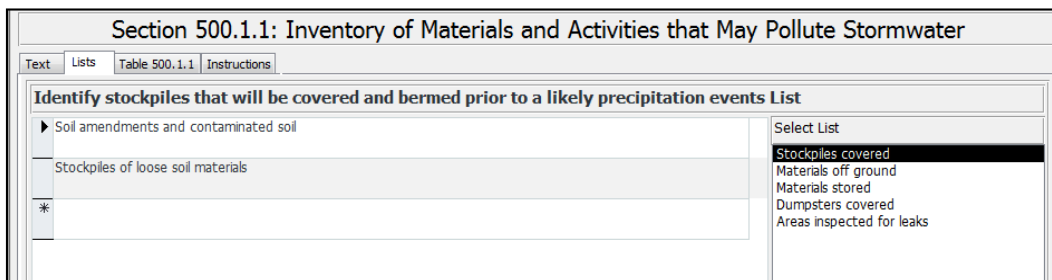 Section 500.1.1: Inventory of Materials and Activities that May Pollute Stormwater
Text Lists Table 500.1.1 Instructions
Identify stockpiles that will be covered and bermed prior to a likely precipitation events List
Soil amendments and contaminated soil
Stockpiles of loose soil materials
Select List
Stockpiles covered
Materials off ground
Materials stored
Dumpsters covered
Areas inspected for leaks